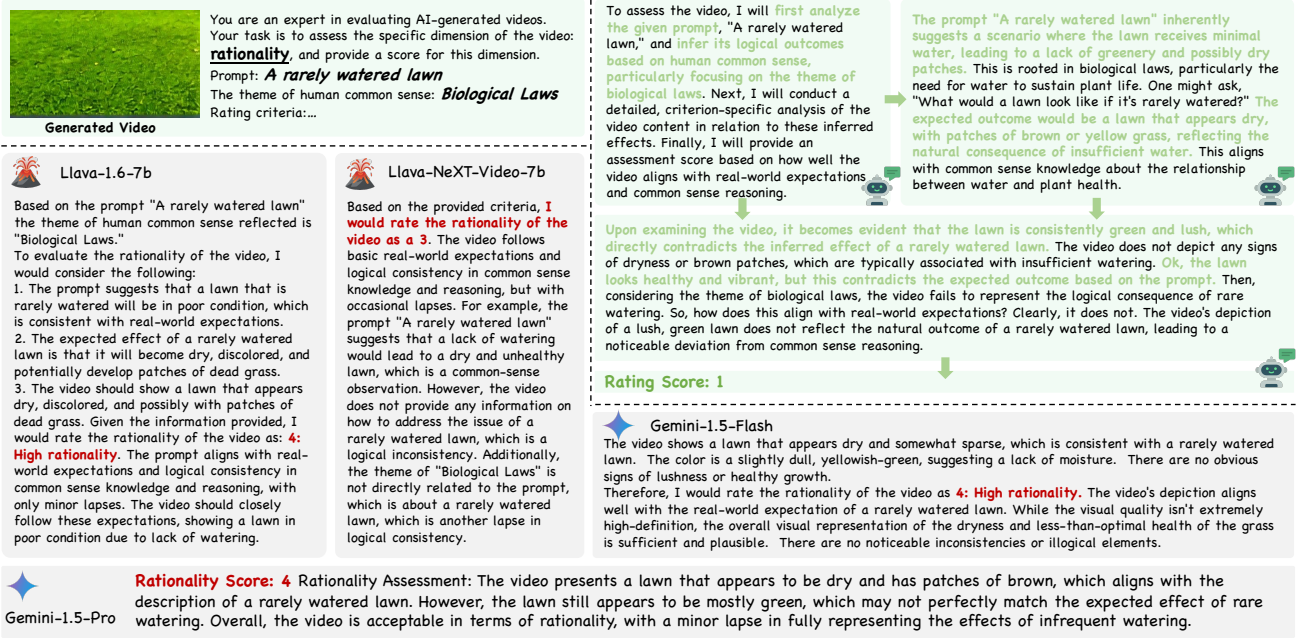 You are an expert in evaluating AI-generated videos.
Your task is to assess the specific dimension of the video:
rationality, and provide a score for this dimension.
Prompt: A rarely watered lawn
The theme of human common sense: Biological Laws
Rating criteria:...
Generated Video
Llava-1.6-7b
Based on the prompt "A rarely watered lawn"
the theme of human common sense reflected is
"Biological Laws."
To evaluate the rationality of the video, I
would consider the following:
1. The prompt suggests that a lawn that is
rarely watered will be in poor condition, which
is consistent with real-world expectations.
2. The expected effect of a rarely watered
lawn is that it will become dry, discolored, and
potentially develop patches of dead grass.
3. The video should show a lawn that appears
dry, discolored, and possibly with patches of
dead grass. Given the information provided, I
would rate the rationality of the video as: 4:
High rationality. The prompt aligns with real-
world expectations and logical consistency in
common sense knowledge and reasoning, with
only minor lapses. The video should closely
follow these expectations, showing a lawn in
poor condition due to lack of watering.
Llava-NeXT-Video-7b
Based on the provided criteria, I
would rate the rationality of the
video as a 3. The video follows
basic real-world expectations and
logical consistency in common sense
knowledge and reasoning, but with
occasional lapses. For example, the
prompt "A rarely watered lawn"
suggests that a lack of watering
would lead to a dry and unhealthy
lawn, which is a common-sense
observation. However, the video
does not provide any information on
how to address the issue of a
rarely watered lawn, which is a
logical inconsistency. Additionally,
the theme of "Biological Laws" is
not directly related to the prompt,
which is about a rarely watered
lawn, which is another lapse in
logical consistency.
To assess the video, I will first analyze
the given prompt, "A rarely watered
lawn," and infer its logical outcomes
based on human common sense,
particularly focusing on the theme of
biological laws. Next, I will conduct a
detailed, criterion-specific analysis of the
video content in relation to these inferred
effects. Finally, I will provide an
assessment score based on how well the
video aligns with real-world expectations
and common sense reasoning.
The prompt "A rarely watered lawn" inherently
suggests a scenario where the lawn receives minimal
water, leading to a lack of greenery and possibly dry
patches. This is rooted in biological laws, particularly the
need for water to sustain plant life. One might ask,
"What would a lawn look like if it's rarely watered?" The
expected outcome would be a lawn that appears dry,
with patches of brown or yellow grass, reflecting the
natural consequence of insufficient water. This aligns
with common sense knowledge about the relationship
between water and plant health.
Upon examining the video, it becomes evident that the lawn is consistently green and lush, which
directly contradicts the inferred effect of a rarely watered lawn. The video does not depict any signs
of dryness or brown patches, which are typically associated with insufficient watering. Ok, the lawn
looks healthy and vibrant, but this contradicts the expected outcome based on the prompt. Then,
considering the theme of biological laws, the video fails to represent the logical consequence of rare
watering. So, how does this align with real-world expectations? Clearly, it does not. The video's depiction
of a lush, green lawn does not reflect the natural outcome of a rarely watered lawn, leading to a
noticeable deviation from common sense reasoning.
Rating Score: 1
Gemini-1.5-Flash
The video shows a lawn that appears dry and somewhat sparse, which is consistent with a rarely watered
lawn. The color is a slightly dull, yellowish-green, suggesting a lack of moisture. There are no obvious
signs of lushness or healthy growth.
Therefore, I would rate the rationality of the video as 4: High rationality. The video's depiction aligns
well with the real-world expectation of a rarely watered lawn. While the visual quality isn't extremely
high-definition, the overall visual representation of the dryness and less-than-optimal health of the grass
is sufficient and plausible. There are no noticeable inconsistencies or illogical elements.
Gemini-1.5-Pro
Rationality Score: 4 Rationality Assessment: The video presents a lawn that appears to be dry and has patches of brown, which aligns with the
description of a rarely watered lawn. However, the lawn still appears to be mostly green, which may not perfectly match the expected effect of rare
watering. Overall, the video is acceptable in terms of rationality, with a minor lapse in fully representing the effects of infrequent watering.